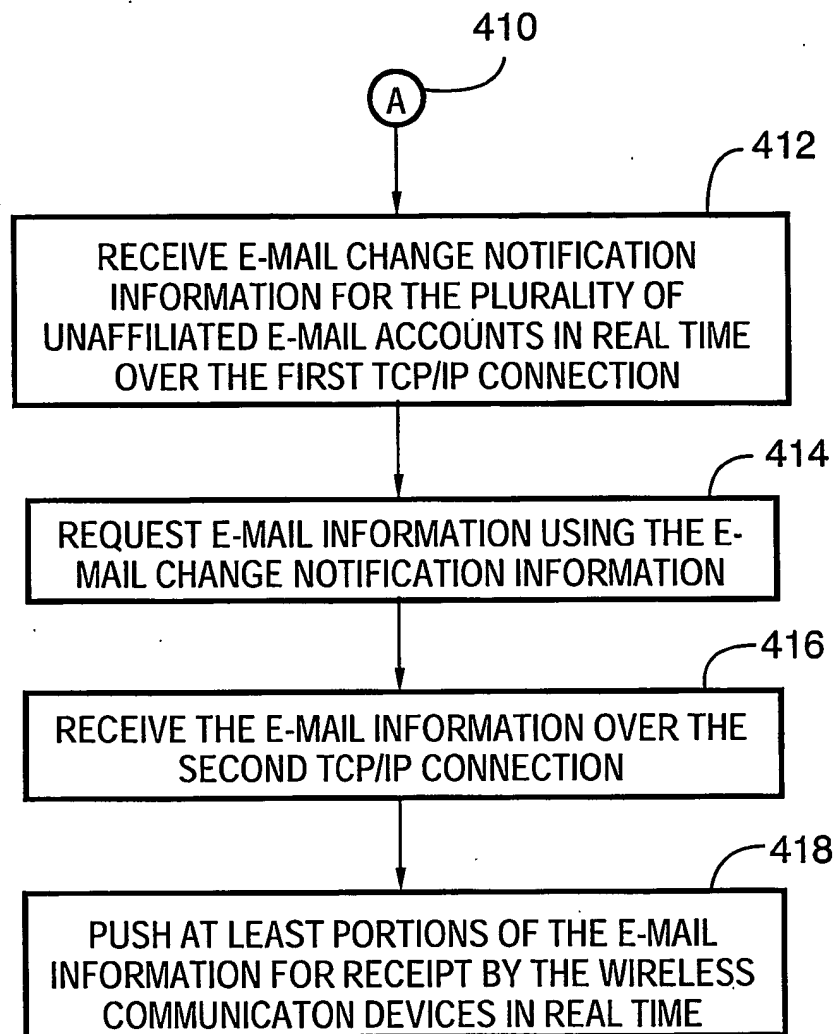 410
A
412
RECEIVE E-MAIL CHANGE NOTIFICATION
INFORMATION FOR THE PLURALITY OF
UNAFFILIATED E-MAIL ACCOUNTS IN REAL TIME
OVER THE FIRST TCP/IP CONNECTION
414
REQUEST E-MAIL INFORMATION USING THE E-
MAIL CHANGE NOTIFICATION INFORMATION
416
RECEIVE THE E-MAIL INFORMATION OVER THE
SECOND TCP/IP CONNECTION
418
PUSH AT LEAST PORTIONS OF THE E-MAIL
INFORMATION FOR RECEIPT BY THE WIRELESS
COMMUNICATON DEVICES IN REAL TIME